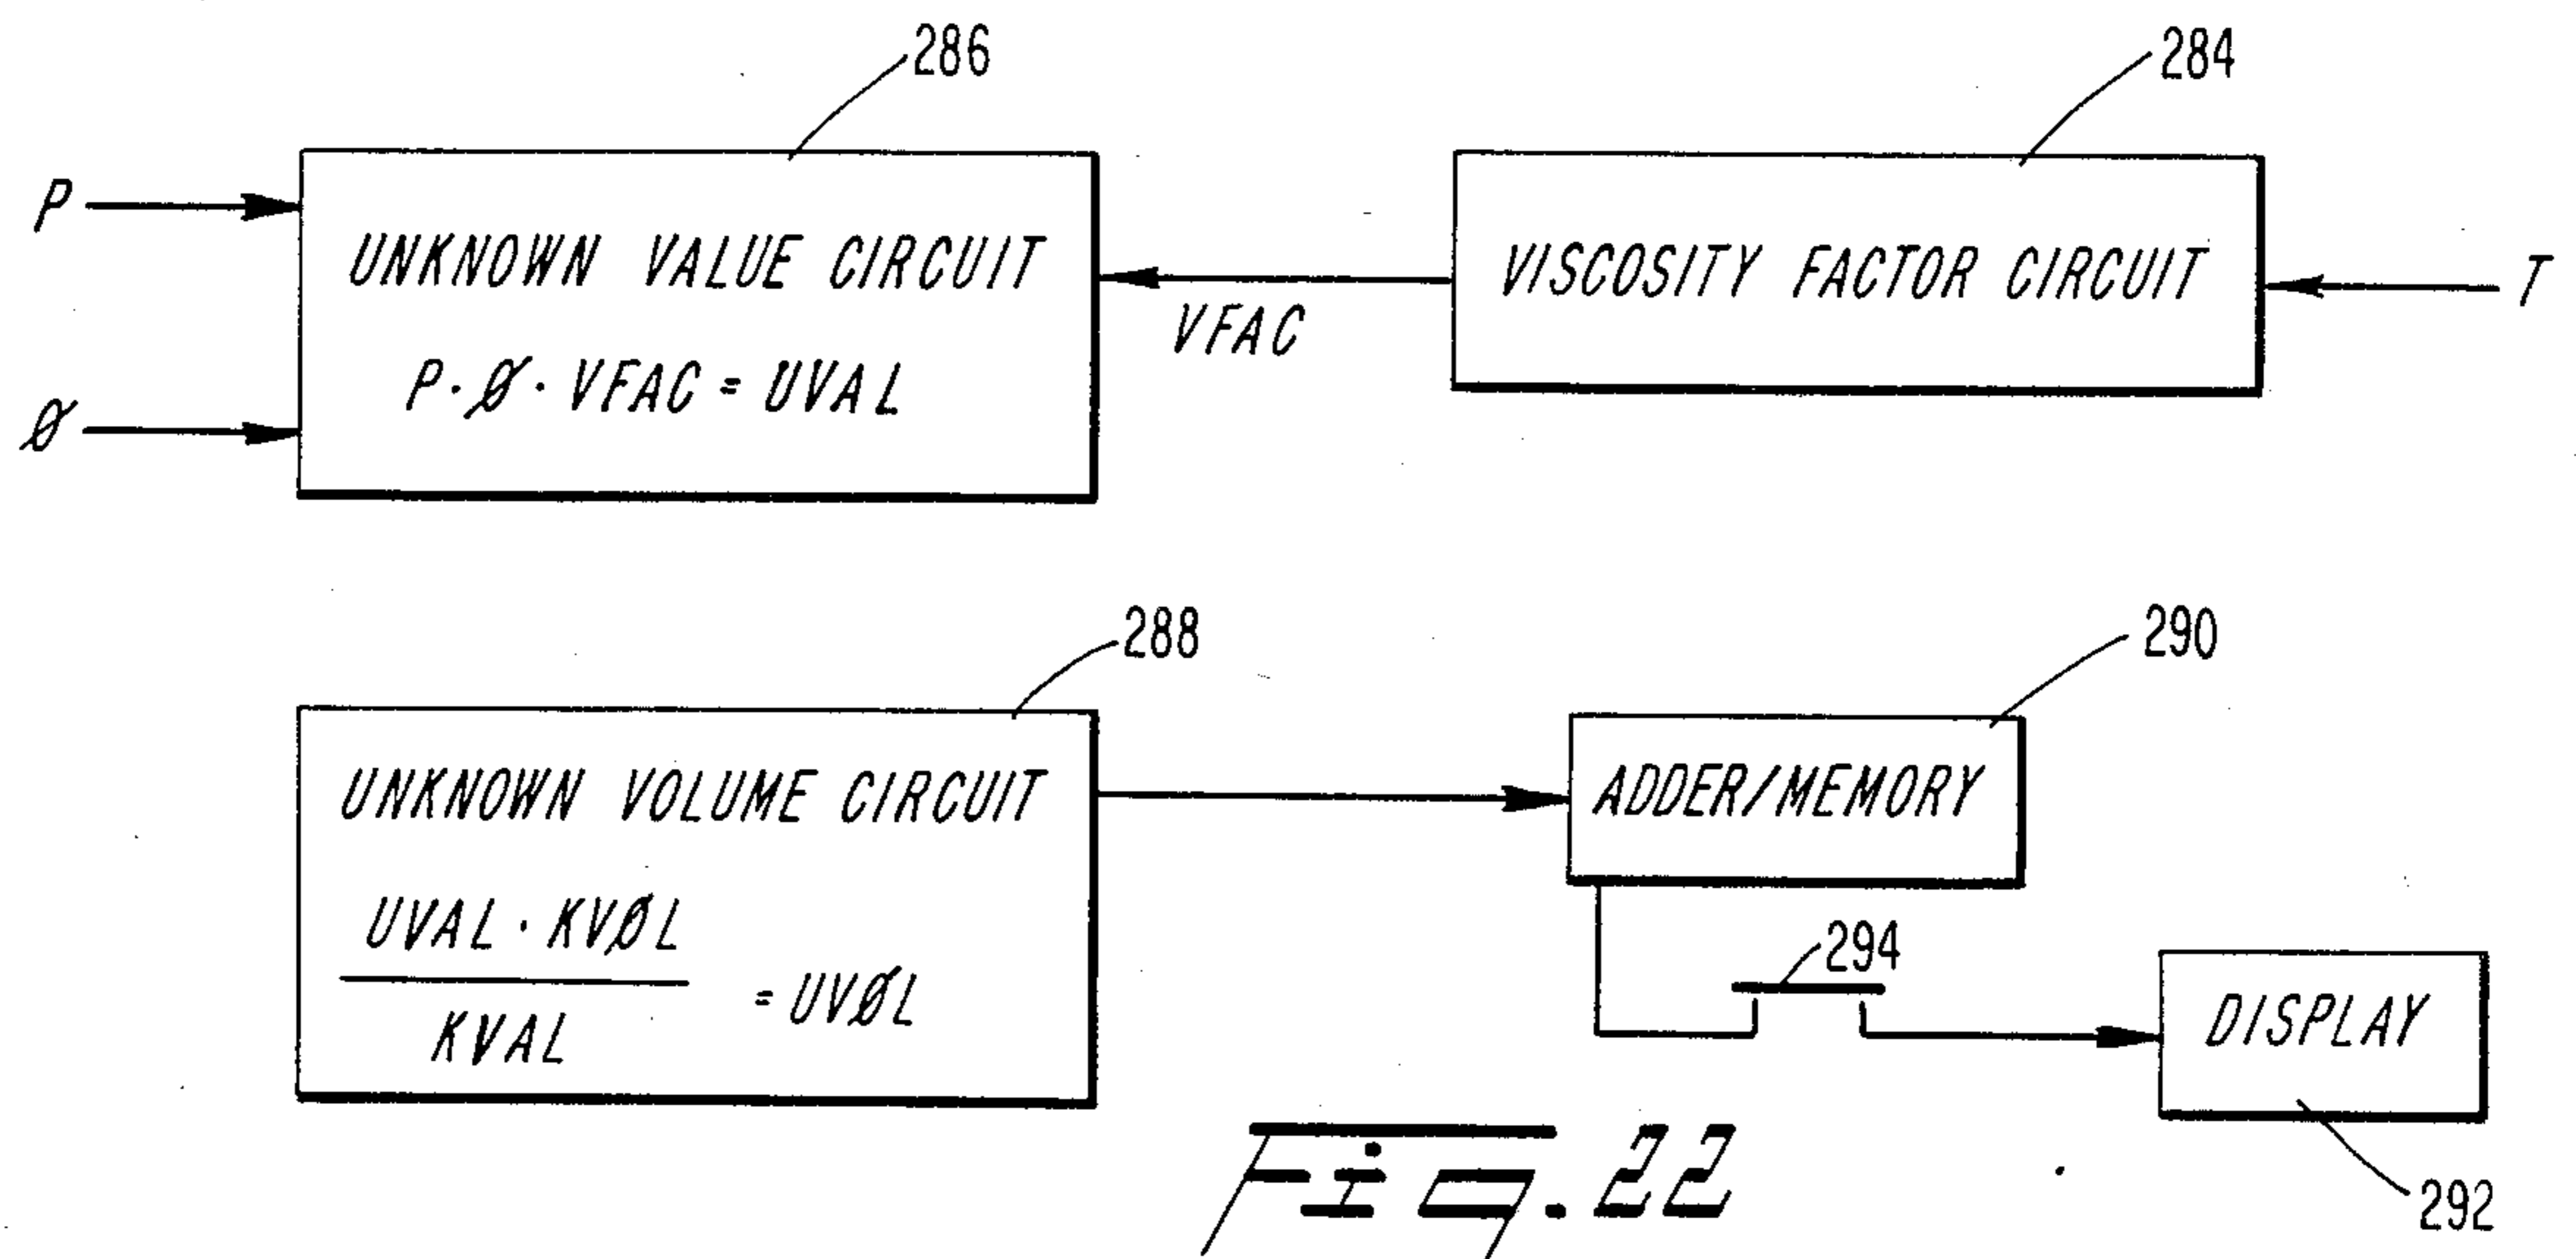 286
284
P
UNKNOWN VALUE CIRCUIT
VISCOSITY FACTOR CIRCUIT
T
VFAC
P·Ø·VFAC = UVAL
Ø
288
290
UNKNOWN VOLUME CIRCUIT
ADDER/MEMORY
UVAL · KVØL
KVAL
= UVØL
294
DISPLAY
292
Fig. 22